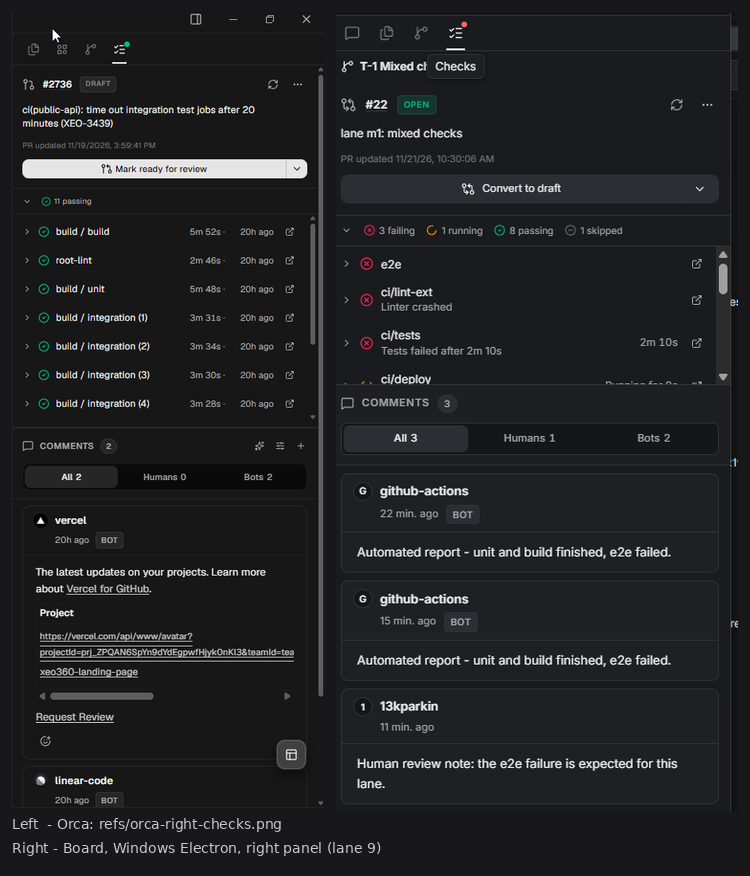 #2736 DRAFT
ci(public-api): time out integration test jobs after 20
minutes (XEO-3439)
PR updated 11/19/2026, 3:59:41 PM
Mark ready for review
11 passing
build / build 5m 52s · 20h ago
root-lint 2m 46s · 20h ago
build / unit 5m 48s · 20h ago
build / integration (1) 3m 31s · 20h ago
build / integration (2) 3m 34s · 20h ago
build / integration (3) 3m 30s · 20h ago
build / integration (4) 3m 28s · 20h ago
COMMENTS 2
All 2 Humans 0 Bots 2
vercel
20h ago BOT
The latest updates on your projects. Learn more
about Vercel for GitHub.
Project
https://vercel.com/api/www/avatar?
projectId=prj_ZPQAN6SpYn9dYdEgpwfHjyk0nKI3&teamId=tea
xeo360-landing-page
Request Review
linear-code
20h ago BOT
T-1 Mixed ch
Checks
#22 OPEN
lane m1: mixed checks
PR updated 11/21/26, 10:30:06 AM
Convert to draft
3 failing 1 running 8 passing 1 skipped
e2e
ci/lint-ext
Linter crashed
ci/tests
Tests failed after 2m 10s 2m 10s
ci/deploy Running for 0s
COMMENTS 3
All 3 Humans 1 Bots 2
G github-actions
22 min. ago BOT
Automated report - unit and build finished, e2e failed.
G github-actions
15 min. ago BOT
Automated report - unit and build finished, e2e failed.
1 13kparkin
11 min. ago
Human review note: the e2e failure is expected for this
lane.
Left - Orca: refs/orca-right-checks.png
Right - Board, Windows Electron, right panel (lane 9)